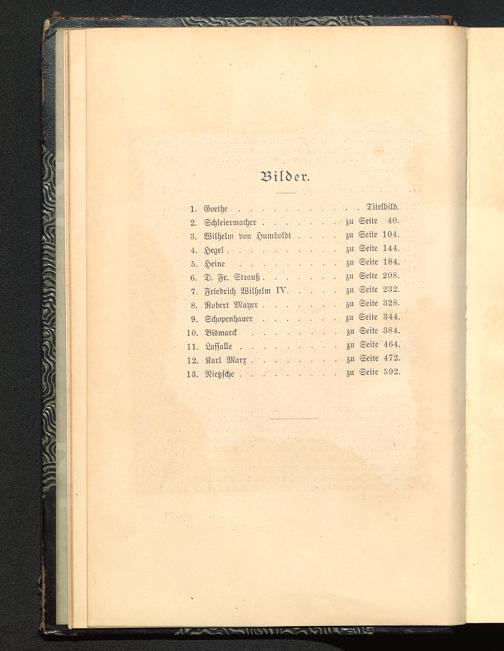 Bilder.
1. Goethe . . . . . . . . . . . . Titelbild.
2. Schleiermacher . . . . . . . zu Seite 40.
3. Wilhelm von Humboldt . . . . zu Seite 104.
4. Hegel . . . . . . . . . . zu Seite 144.
5. Heine . . . . . . . . . zu Seite 184.
6. D. Fr. Strauß . . . . . . . zu Seite 208.
7. Friedrich Wilhelm IV. . . . . zu Seite 232.
8. Robert Mayer . . . . . . . zu Seite 328.
9. Schopenhauer . . . . . . . zu Seite 344.
10. Bismarck . . . . . . . . zu Seite 384.
11. Lassalle . . . . . . . . . zu Seite 464.
12. Karl Marx . . . . . . . . zu Seite 472.
13. Nietzsche . . . . . . . . . zu Seite 592.